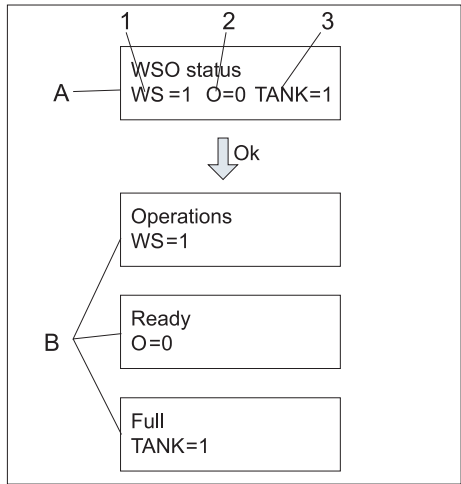 1 2 3
A
WSO status
WS =1 O=0 TANK=1
Ok
Operations
WS=1
B
Ready
O=0
Full
TANK=1